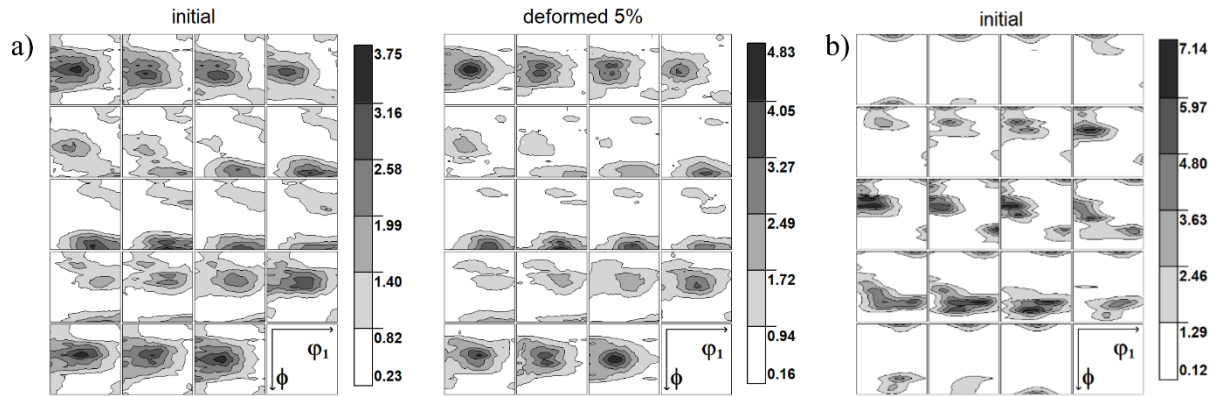 initial
deformed 5%
initial
a)
b)
3.75
3.16
2.58
1.99
1.40
0.82
0.23
4.83
4.05
3.27
2.49
1.72
0.94
0.16
7.14
5.97
4.80
3.63
2.46
1.29
0.12
φ1
ϕ
φ1
ϕ
φ1
ϕ